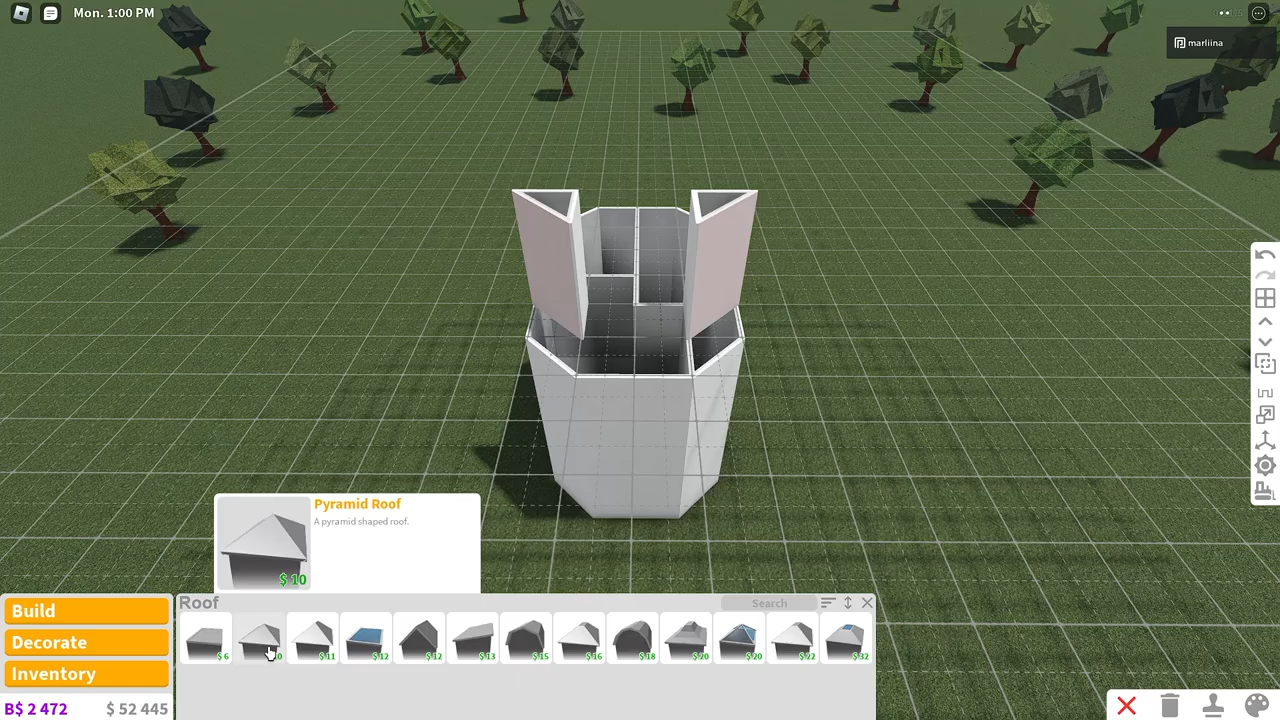 Mon. 1:00 PM
marliina
Pyramid Roof
A pyramid shaped roof.
$ 10
Build
Decorate
Inventory
B$ 2 472 $ 52 445
Roof
Search
$ 6 $ 11 $ 12 $ 12 $ 13 $ 15 $ 16 $ 18 $ 20 $ 20 $ 22 $ 32